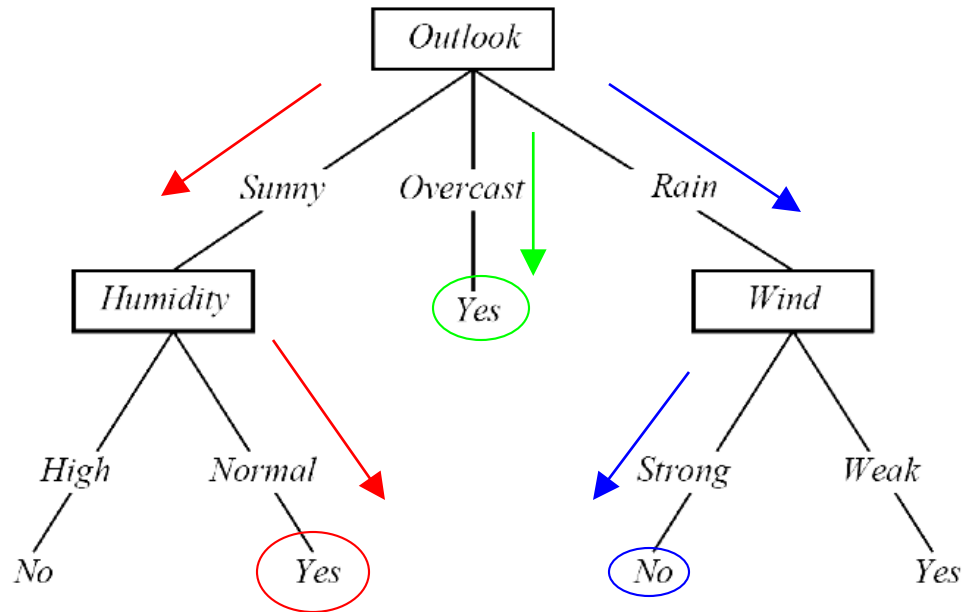 Outlook
Sunny Overcast Rain
Humidity Yes Wind
High Normal Strong Weak
No Yes No Yes